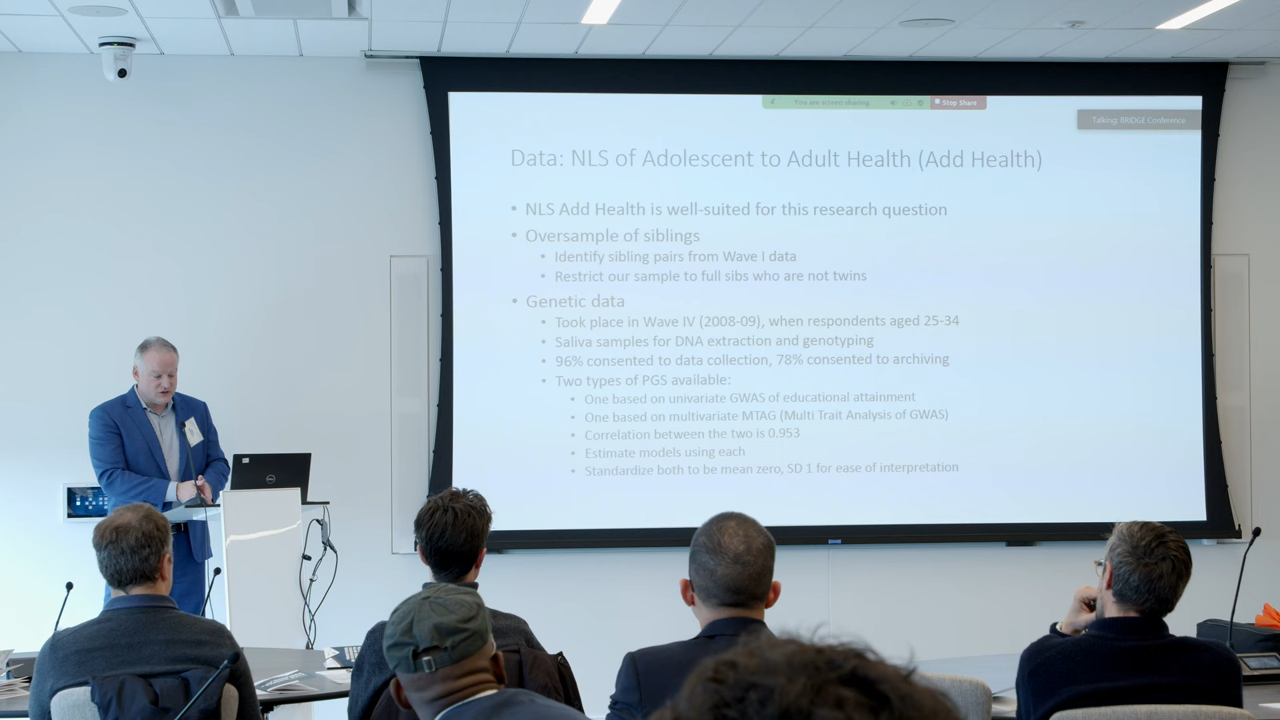 You are screen sharing
Stop Share
Talking: BRIDGE Conference
Data: NLS of Adolescent to Adult Health (Add Health)
• NLS Add Health is well-suited for this research question
• Oversample of siblings
• Identify sibling pairs from Wave I data
• Restrict our sample to full sibs who are not twins
• Genetic data
• Took place in Wave IV (2008-09), when respondents aged 25-34
• Saliva samples for DNA extraction and genotyping
• 96% consented to data collection, 78% consented to archiving
• Two types of PGS available:
• One based on univariate GWAS of educational attainment
• One based on multivariate MTAG (Multi Trait Analysis of GWAS)
• Correlation between the two is 0.953
• Estimate models using each
• Standardize both to be mean zero, SD 1 for ease of interpretation
DELL